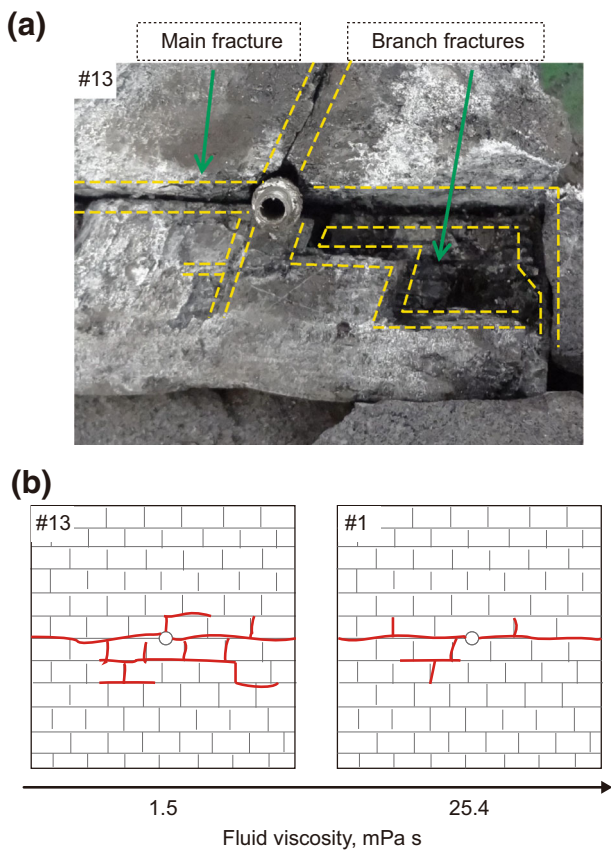 (a)
Main fracture
Branch fractures
#13
(b)
#13
#1
1.5
25.4
Fluid viscosity, mPa s